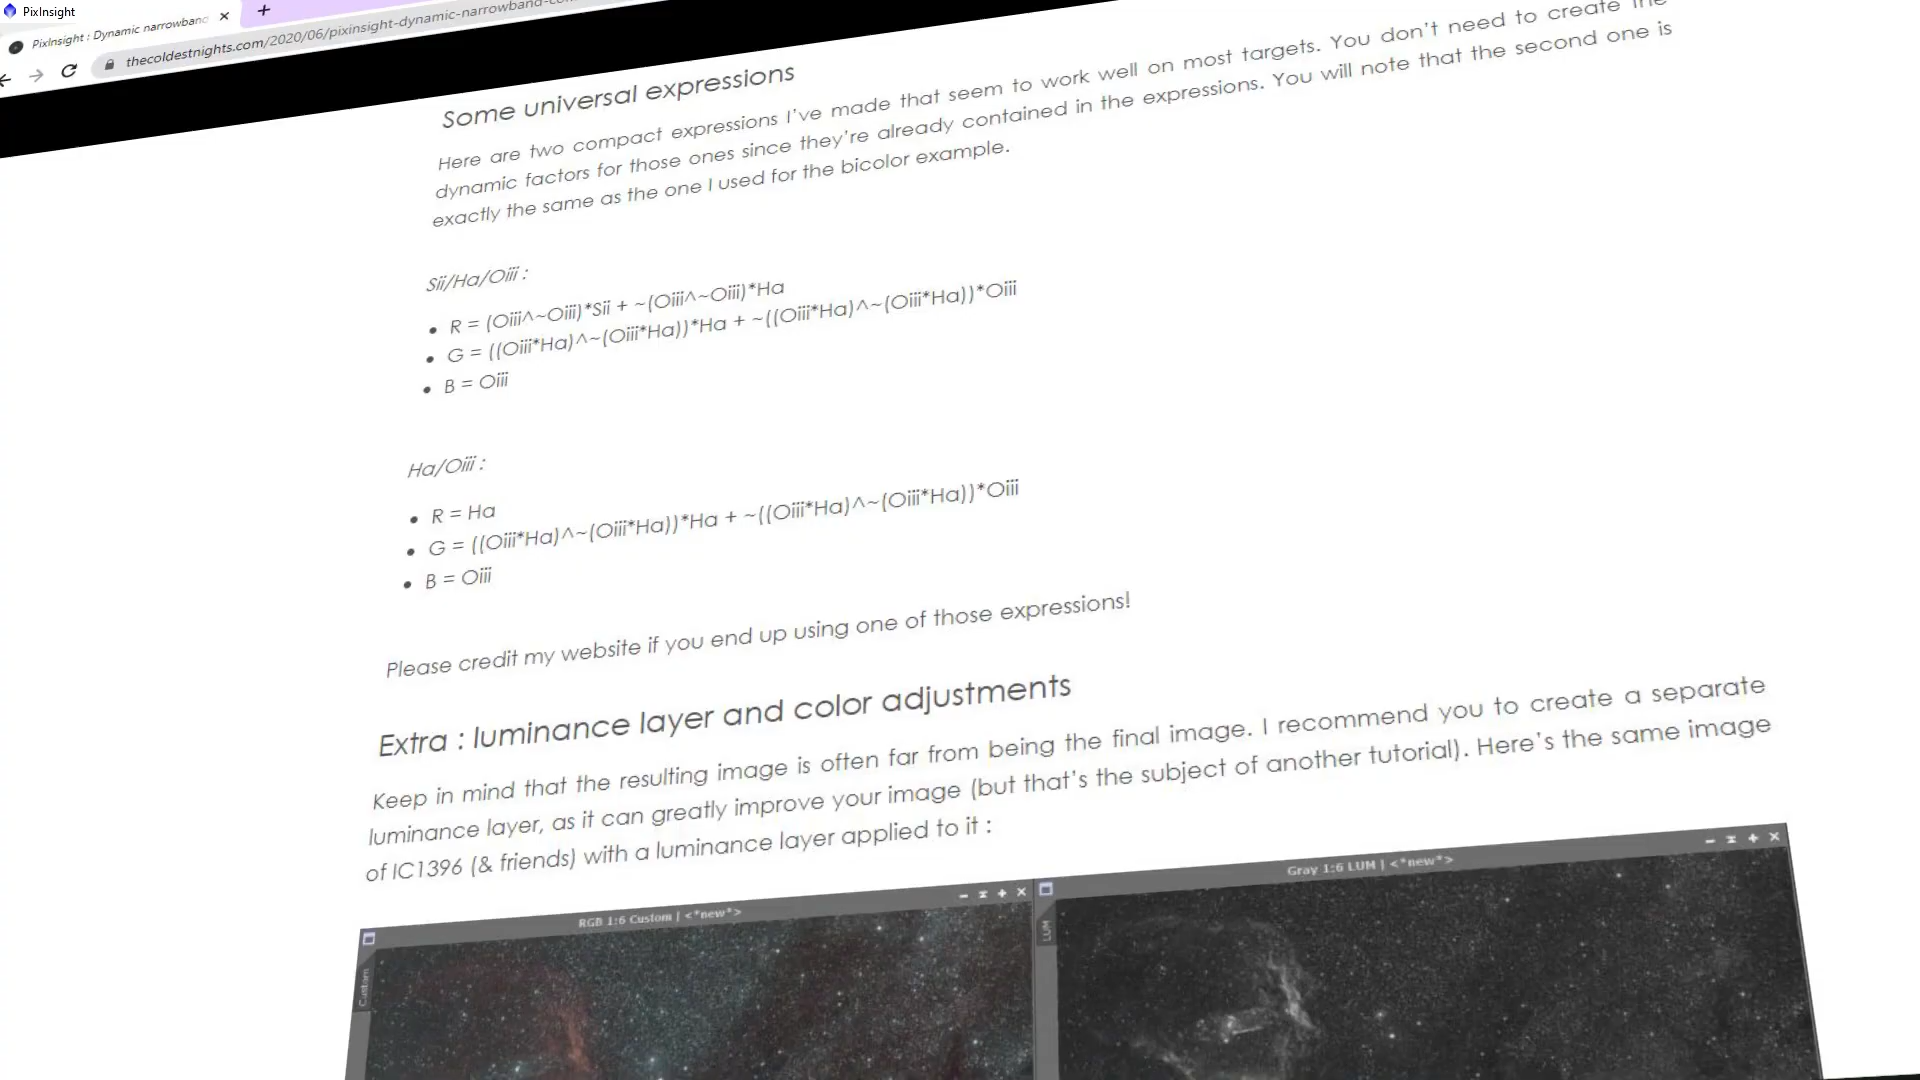 PixInsight
PixInsight : Dynamic narrowband
thecoldestnights.com/2020/06/pixinsight-dynamic-narrowband-
Some universal expressions
Here are two compact expressions I've made that seem to work well on most targets. You don't need to create the
dynamic factors for those ones since they're already contained in the expressions. You will note that the second one is
exactly the same as the one I used for the bicolor example.
Sii/Ha/Oiii :
• R = (Oiii^~Oiii)*Sii + ~(Oiii^~Oiii)*Ha
• G = ((Oiii*Ha)^~(Oiii*Ha))*Ha + ~((Oiii*Ha)^~(Oiii*Ha))*Oiii
• B = Oiii
Ha/Oiii :
• R = Ha
• G = ((Oiii*Ha)^~(Oiii*Ha))*Ha + ~((Oiii*Ha)^~(Oiii*Ha))*Oiii
• B = Oiii
Please credit my website if you end up using one of those expressions!
Extra : luminance layer and color adjustments
Keep in mind that the resulting image is often far from being the final image. I recommend you to create a separate
luminance layer, as it can greatly improve your image (but that's the subject of another tutorial). Here's the same image
of IC1396 (& friends) with a luminance layer applied to it :
RGB 1:6 Custom | <*new*>
Gray 1:6 LUM | <*new*>
Custom
LUM